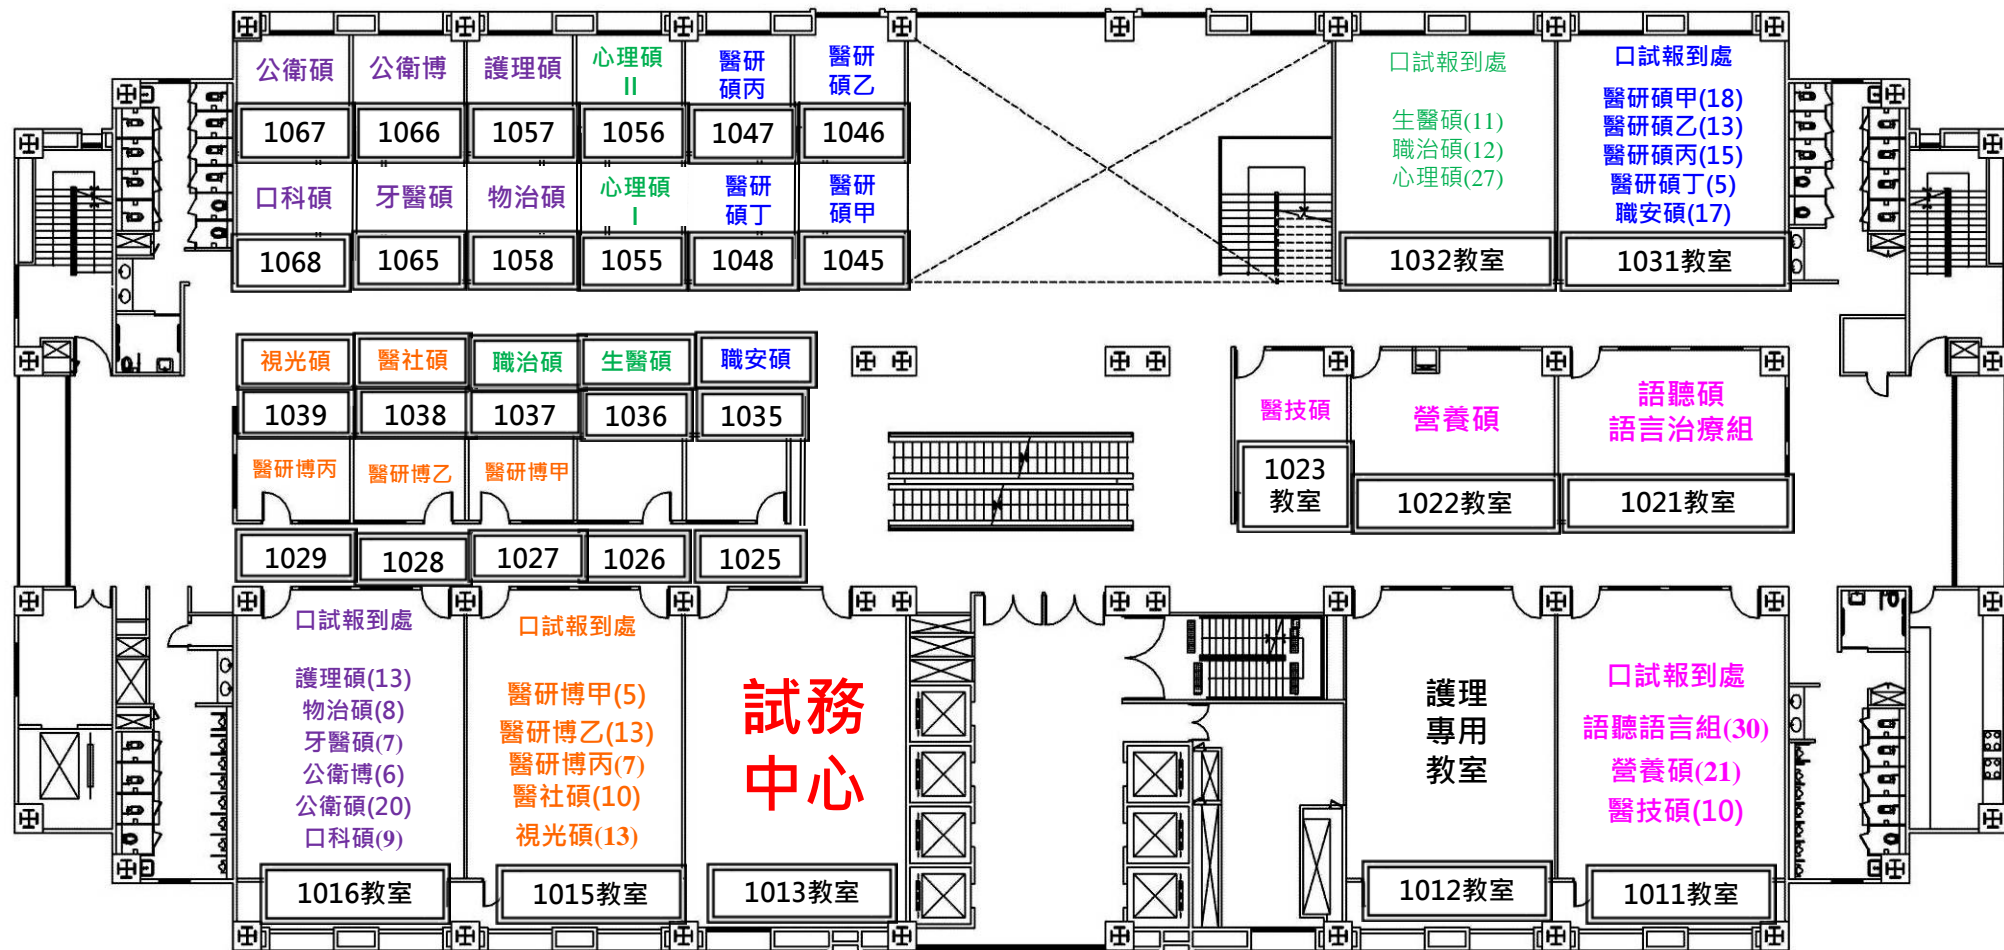 公衛碩
公衛博
護理碩
心理碩
II
醫研
碩丙
醫研
碩乙
1067
1066
1057
1056
1047
1046
口科碩
牙醫碩
物治碩
心理碩
I
醫研
碩丁
醫研
碩甲
1068
1065
1058
1055
1048
1045
口試報到處
生醫碩(11)
職治碩(12)
心理碩(27)
1032教室
口試報到處
醫研碩甲(18)
醫研碩乙(13)
醫研碩丙(15)
醫研碩丁(5)
職安碩(17)
1031教室
視光碩
醫社碩
職治碩
生醫碩
職安碩
1039
1038
1037
1036
1035
醫研博丙
醫研博乙
醫研博甲
1029
1028
1027
1026
1025
醫技碩
1023
教室
營養碩
1022教室
語聽碩
語言治療組
1021教室
口試報到處
護理碩(13)
物治碩(8)
牙醫碩(7)
公衛博(6)
公衛碩(20)
口科碩(9)
1016教室
口試報到處
醫研博甲(5)
醫研博乙(13)
醫研博丙(7)
醫社碩(10)
視光碩(13)
1015教室
試務
中心
1013教室
護理
專用
教室
1012教室
口試報到處
語聽語言組(30)
營養碩(21)
醫技碩(10)
1011教室